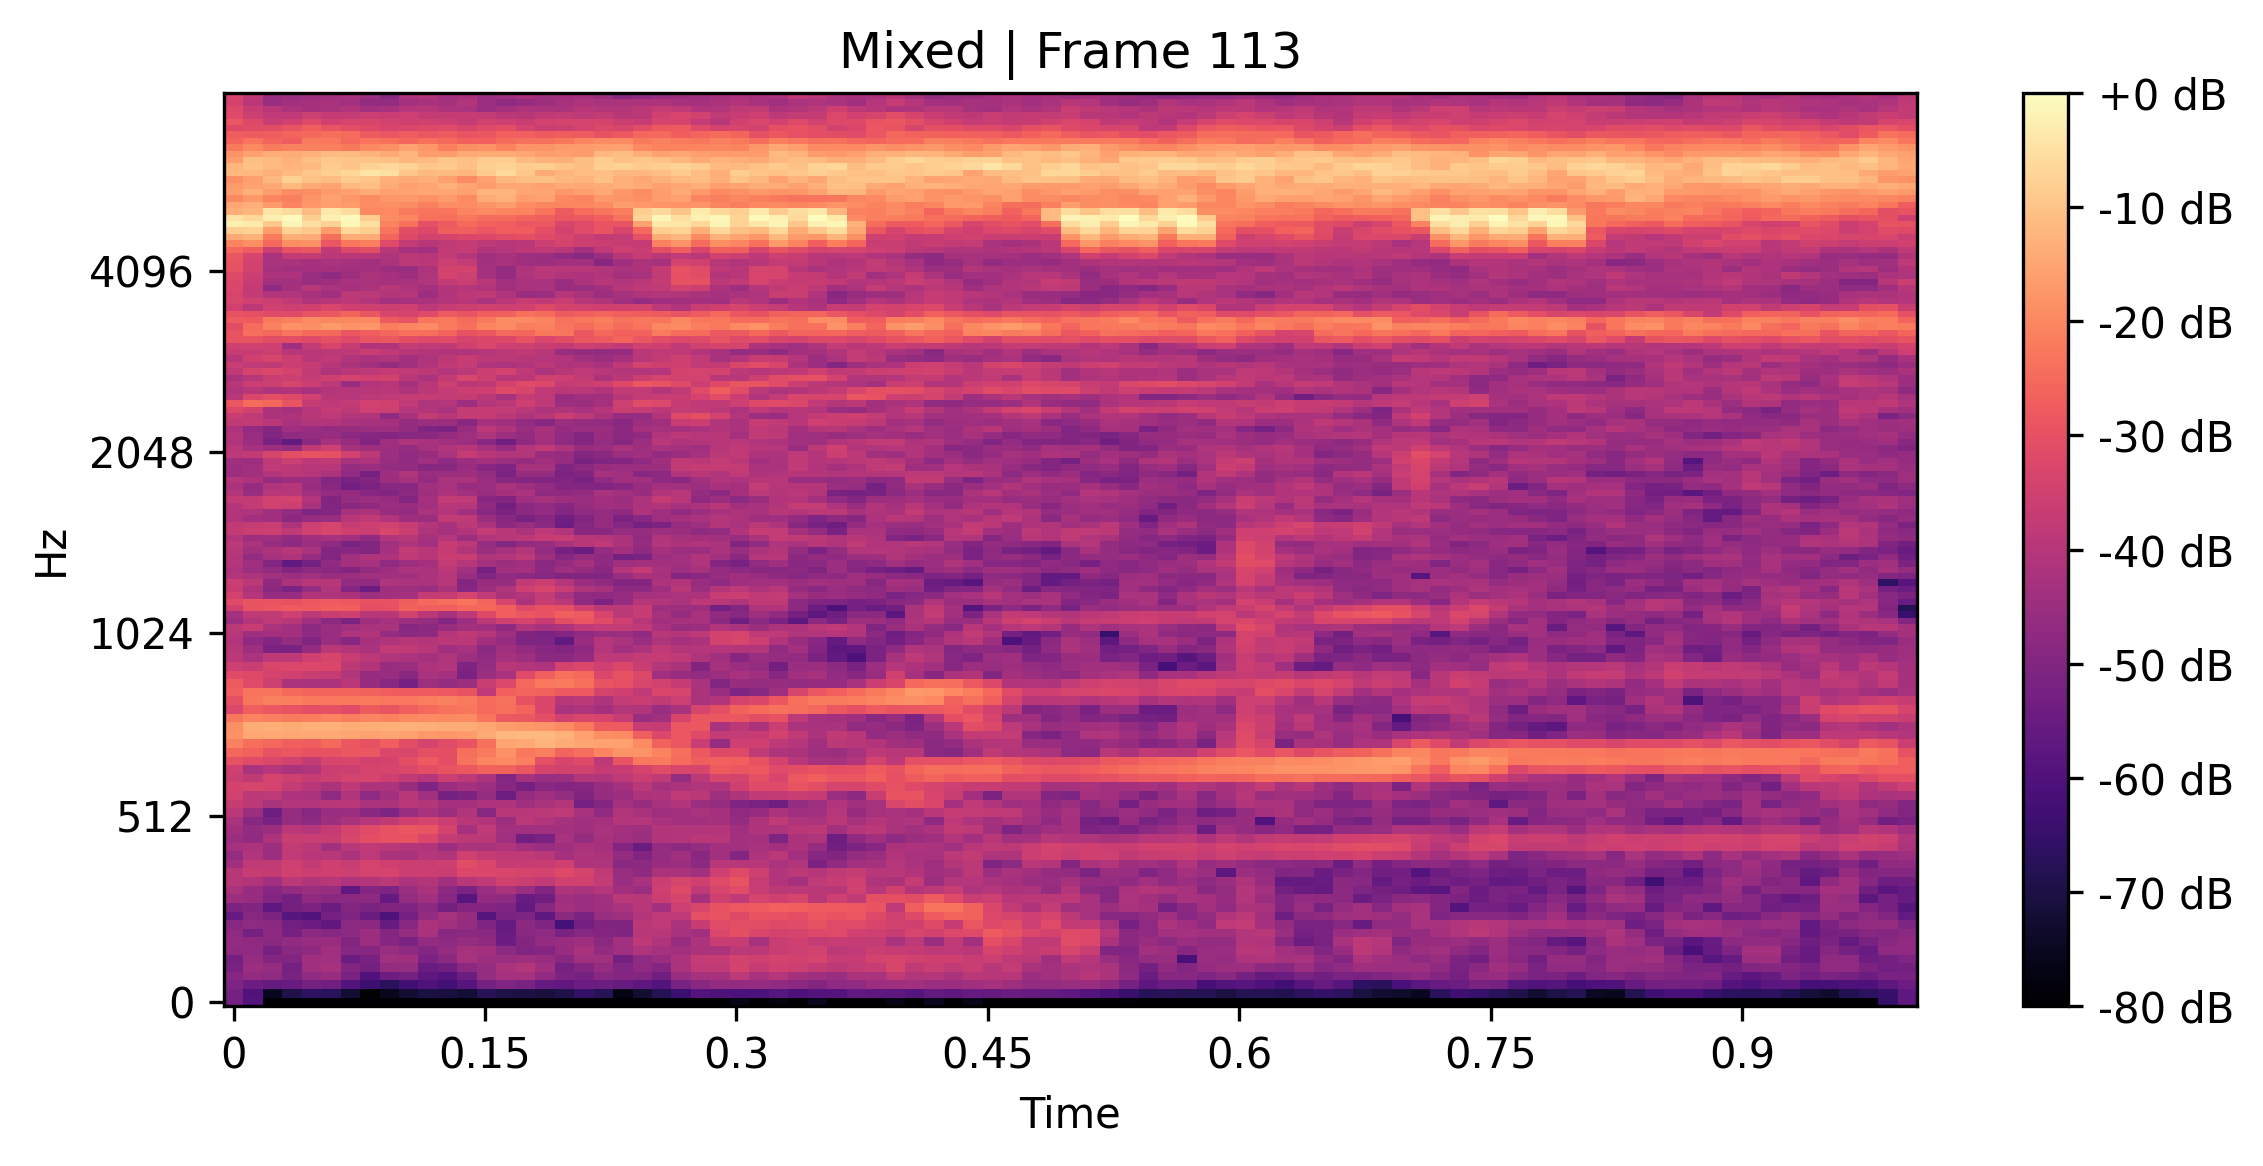 Mixed | Frame 113
+0 dB
-10 dB
-20 dB
-30 dB
-40 dB
-50 dB
-60 dB
-70 dB
-80 dB
Hz
4096
2048
1024
512
0
0 0.15 0.3 0.45 0.6 0.75 0.9
Time